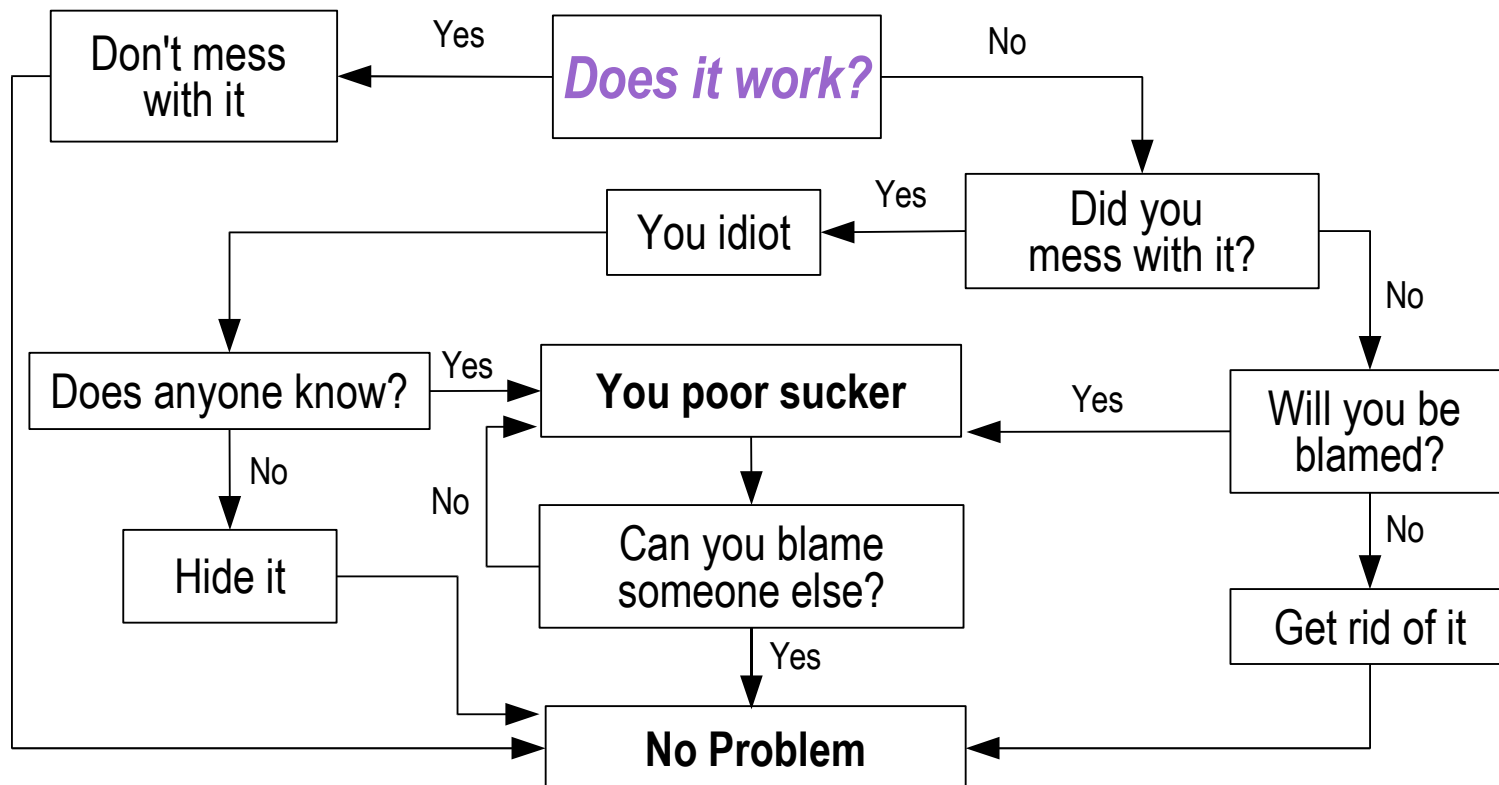 Don't mess
with it
Yes
Does it work?
No
You idiot
Yes
Did you
mess with it?
No
Does anyone know?
Yes
You poor sucker
Yes
Will you be
blamed?
No
No
No
Hide it
Can you blame
someone else?
Get rid of it
Yes
No Problem